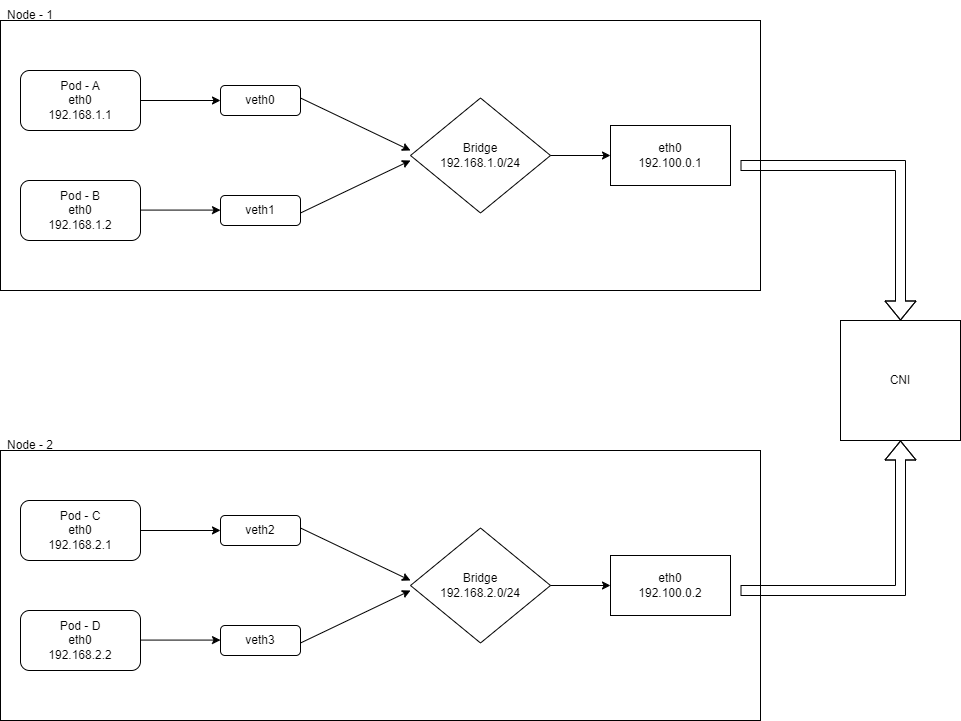 Node - 1
Pod - A
eth0
192.168.1.1
veth0
Pod - B
eth0
192.168.1.2
veth1
Bridge
192.168.1.0/24
eth0
192.100.0.1
CNI
Node - 2
Pod - C
eth0
192.168.2.1
veth2
Pod - D
eth0
192.168.2.2
veth3
Bridge
192.168.2.0/24
eth0
192.100.0.2